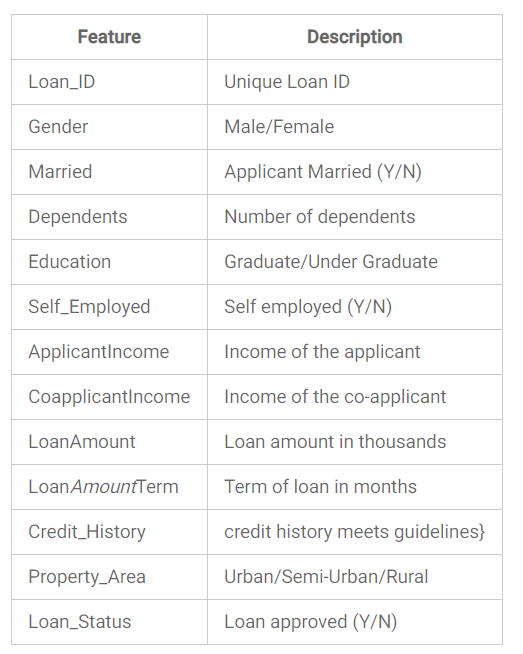 Feature Description
Loan_ID Unique Loan ID
Gender Male/Female
Married Applicant Married (Y/N)
Dependents Number of dependents
Education Graduate/Under Graduate
Self_Employed Self employed (Y/N)
ApplicantIncome Income of the applicant
CoapplicantIncome Income of the co-applicant
LoanAmount Loan amount in thousands
LoanAmountTerm Term of loan in months
Credit_History credit history meets guidelines}
Property_Area Urban/Semi-Urban/Rural
Loan_Status Loan approved (Y/N)